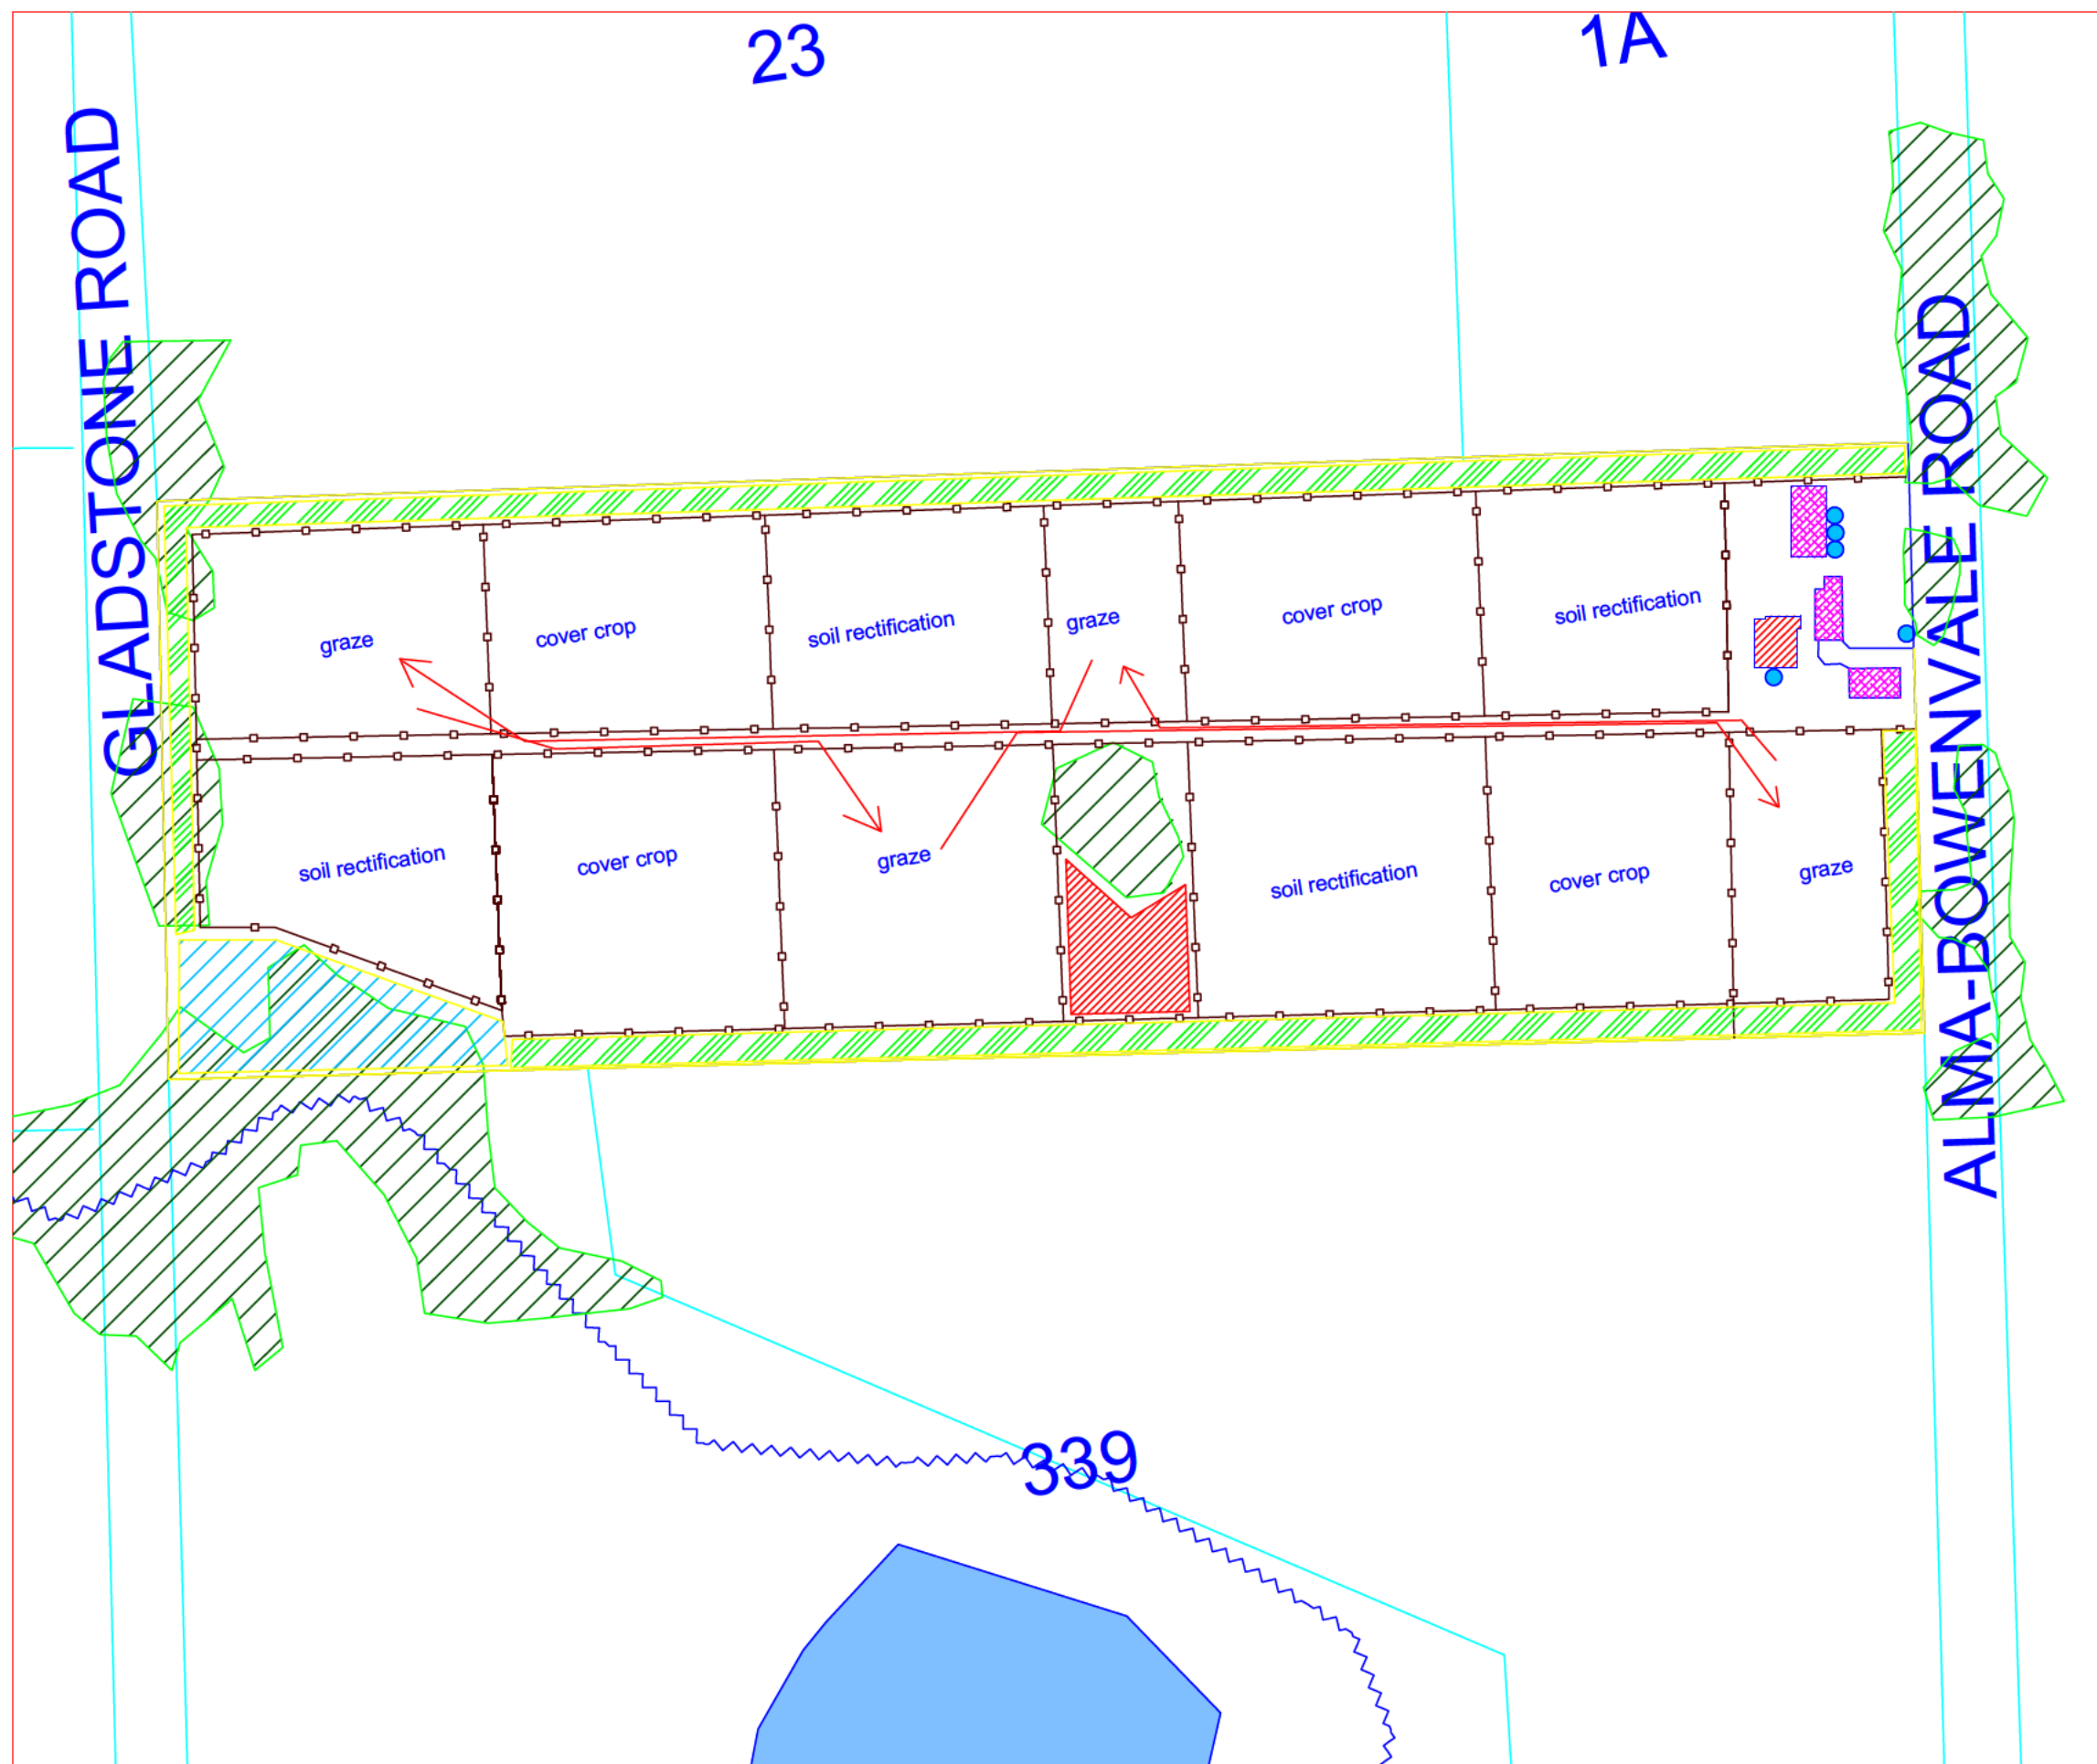 23
1A
GLADSTONE ROAD
ALMA-BOWENVALE ROAD
graze
cover crop
soil rectification
graze
cover crop
soil rectification
soil rectification
cover crop
graze
soil rectification
cover crop
graze
339